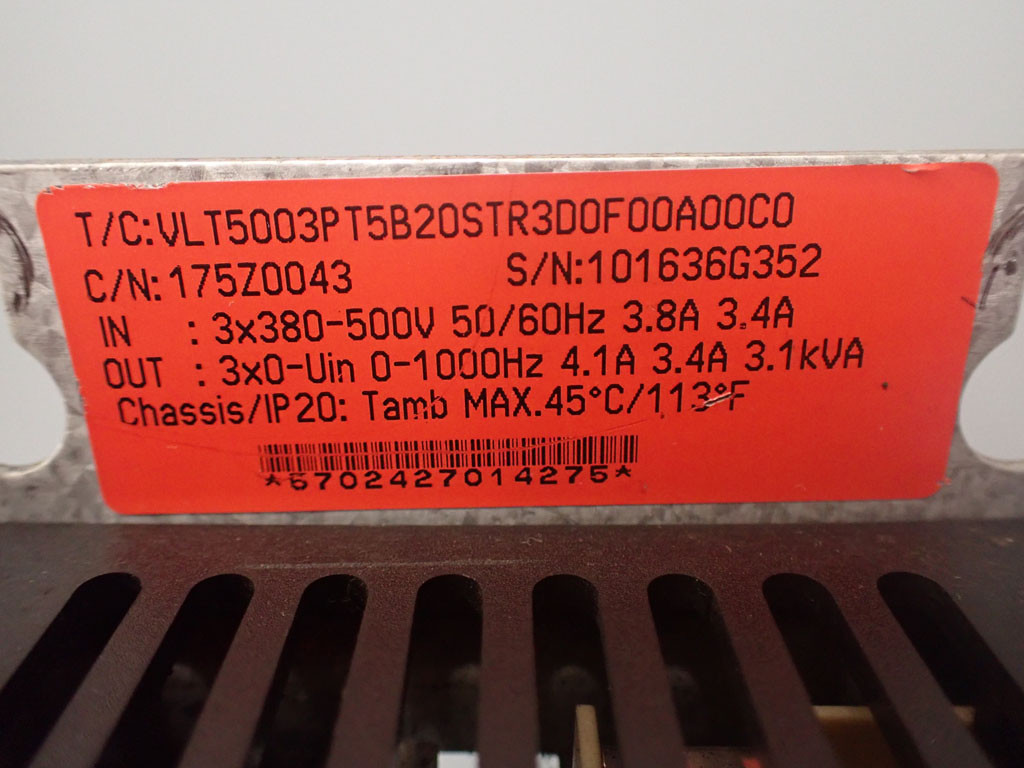 T/C:VLT5003PT5B20STR3D0F00A00C0
C/N:175Z0043 S/N:101636G352
IN : 3x380-500V 50/60Hz 3.8A 3.4A
OUT : 3x0-Uin 0-1000Hz 4.1A 3.4A 3.1kVA
Chassis/IP20: Tamb MAX.45°C/113°F
*5702427014275*